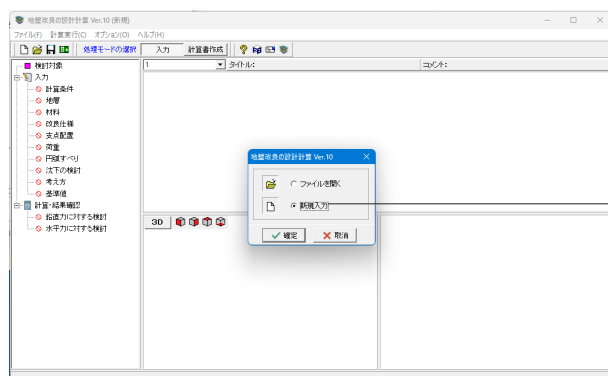 地盤改良の設計計算 Ver.10 (新規)
ファイル(F) 計算実行(C) オプション(O) ヘルプ(H)
処理モードの選択 入力 計算書作成
検討対象
入力
計算条件
地層
材料
改良仕様
支点配置
荷重
円弧すべり
沈下の検討
考え方
基準値
計算・結果確認
鉛直力に対する検討
水平力に対する検討
1 タイトル: コメント:
3D
地盤改良の設計計算 Ver.10
ファイルを開く
新規入力
確定 取消